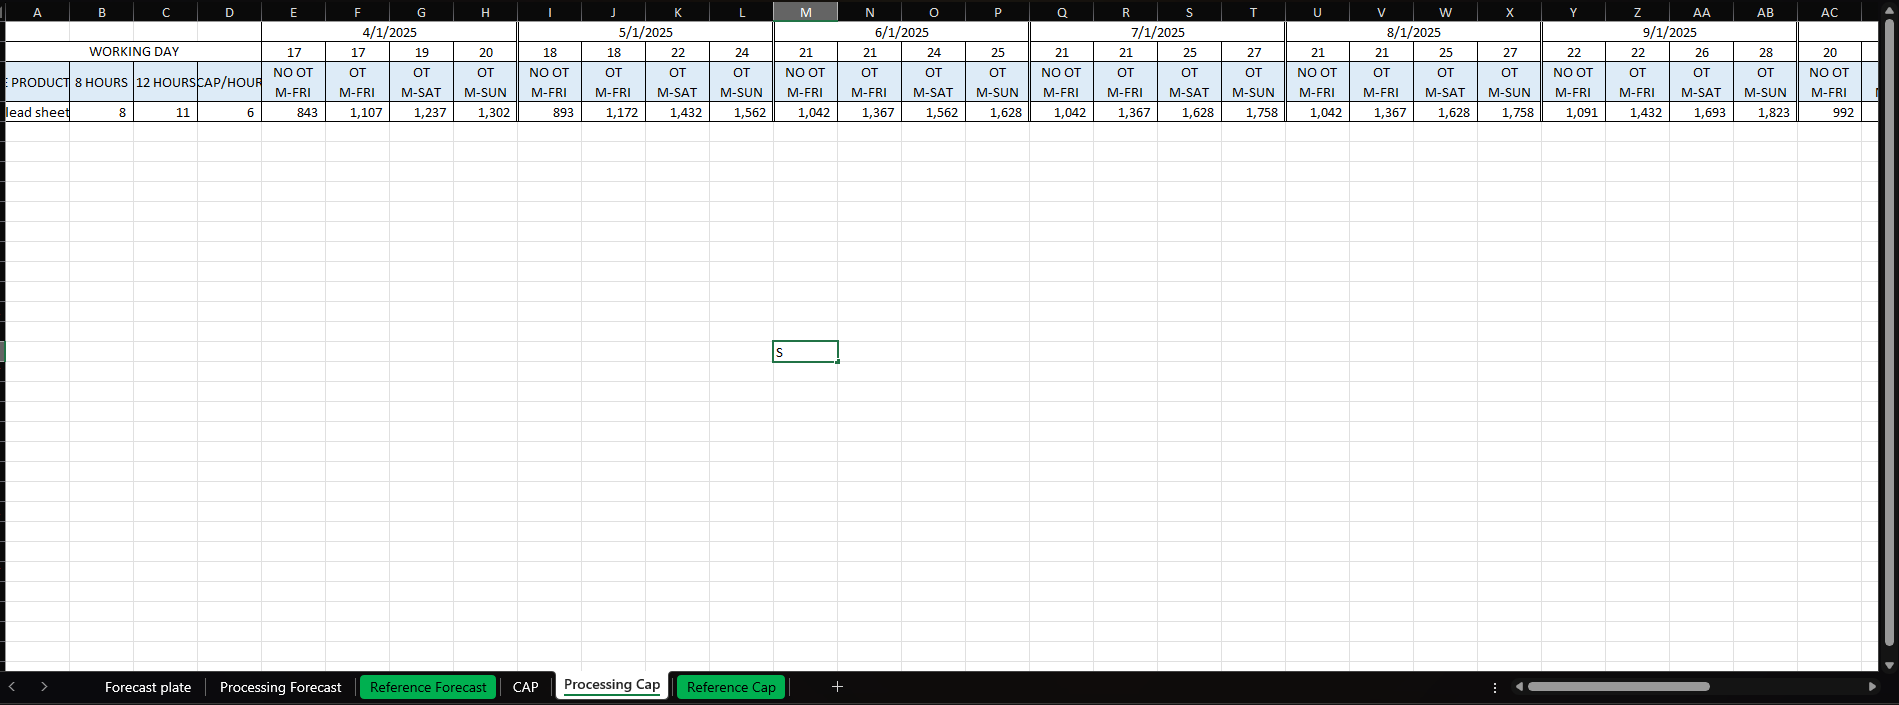 A B C D E F G H I J K L M N O P Q R S T U V W X Y Z AA AB AC
4/1/2025 5/1/2025 6/1/2025 7/1/2025 8/1/2025 9/1/2025
WORKING DAY 17 17 19 20 18 18 22 24 21 21 24 25 21 21 25 27 21 21 25 27 22 22 26 28 20
PRODUCT 8 HOURS 12 HOURS CAP/HOUR NO OT OT OT OT NO OT OT OT OT NO OT OT OT OT NO OT OT OT OT NO OT OT OT OT NO OT OT OT OT NO OT
M-FRI M-FRI M-SAT M-SUN M-FRI M-FRI M-SAT M-SUN M-FRI M-FRI M-SAT M-SUN M-FRI M-FRI M-SAT M-SUN M-FRI M-FRI M-SAT M-SUN M-FRI M-FRI M-SAT M-SUN M-FRI
lead sheet 8 11 6 843 1,107 1,237 1,302 893 1,172 1,432 1,562 1,042 1,367 1,562 1,628 1,042 1,367 1,628 1,758 1,042 1,367 1,628 1,758 1,091 1,432 1,693 1,823 992
S
Forecast plate Processing Forecast Reference Forecast CAP Processing Cap Reference Cap